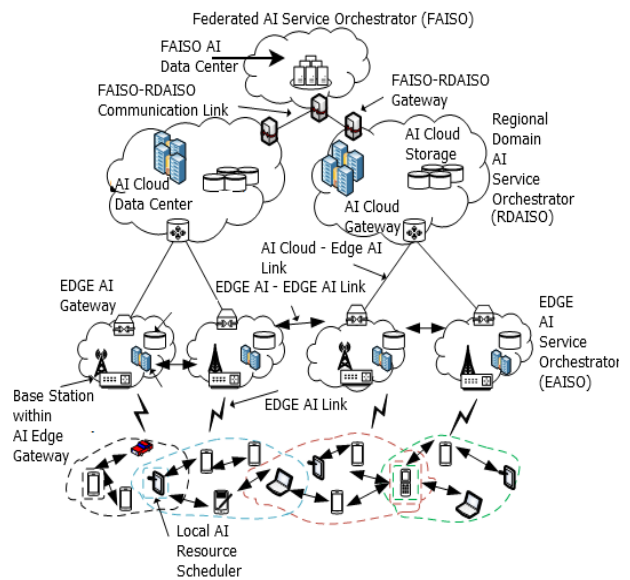 Federated AI Service Orchestrator (FAISO)
FAISO AI
Data Center
FAISO-RDAISO
Communication Link
FAISO-RDAISO
Gateway
AI Cloud
Storage
Regional
Domain
AI
Service
Orchestrator
(RDAISO)
AI Cloud
Data Center
AI Cloud
Gateway
AI Cloud - Edge AI
Link
EDGE AI
Gateway
EDGE AI - EDGE AI Link
EDGE
AI
Service
Orchestrator
(EAISO)
Base Station
within
AI Edge
Gateway
EDGE AI Link
Local AI
Resource
Scheduler